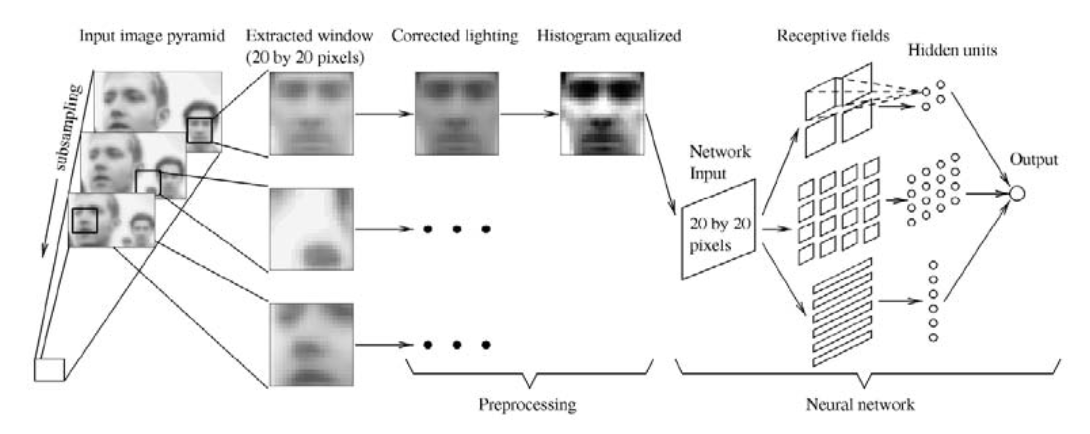 Input image pyramid
Extracted window
(20 by 20 pixels)
Corrected lighting
Histogram equalized
Receptive fields
Hidden units
subsampling
Network
Input
Output
20 by 20
pixels
Preprocessing
Neural network